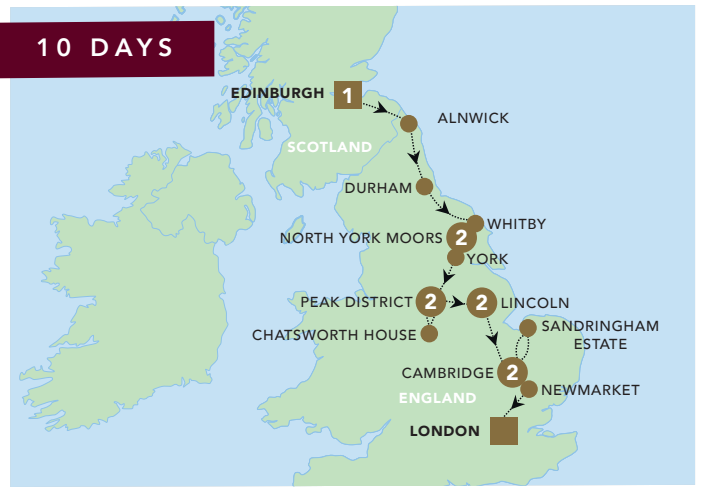 10 DAYS
EDINBURGH
1
ALNWICK
SCOTLAND
DURHAM
WHITBY
NORTH YORK MOORS
2
YORK
PEAK DISTRICT
2
2
LINCOLN
CHATSWORTH HOUSE
SANDRINGHAM
ESTATE
CAMBRIDGE
2
NEWMARKET
ENGLAND
LONDON